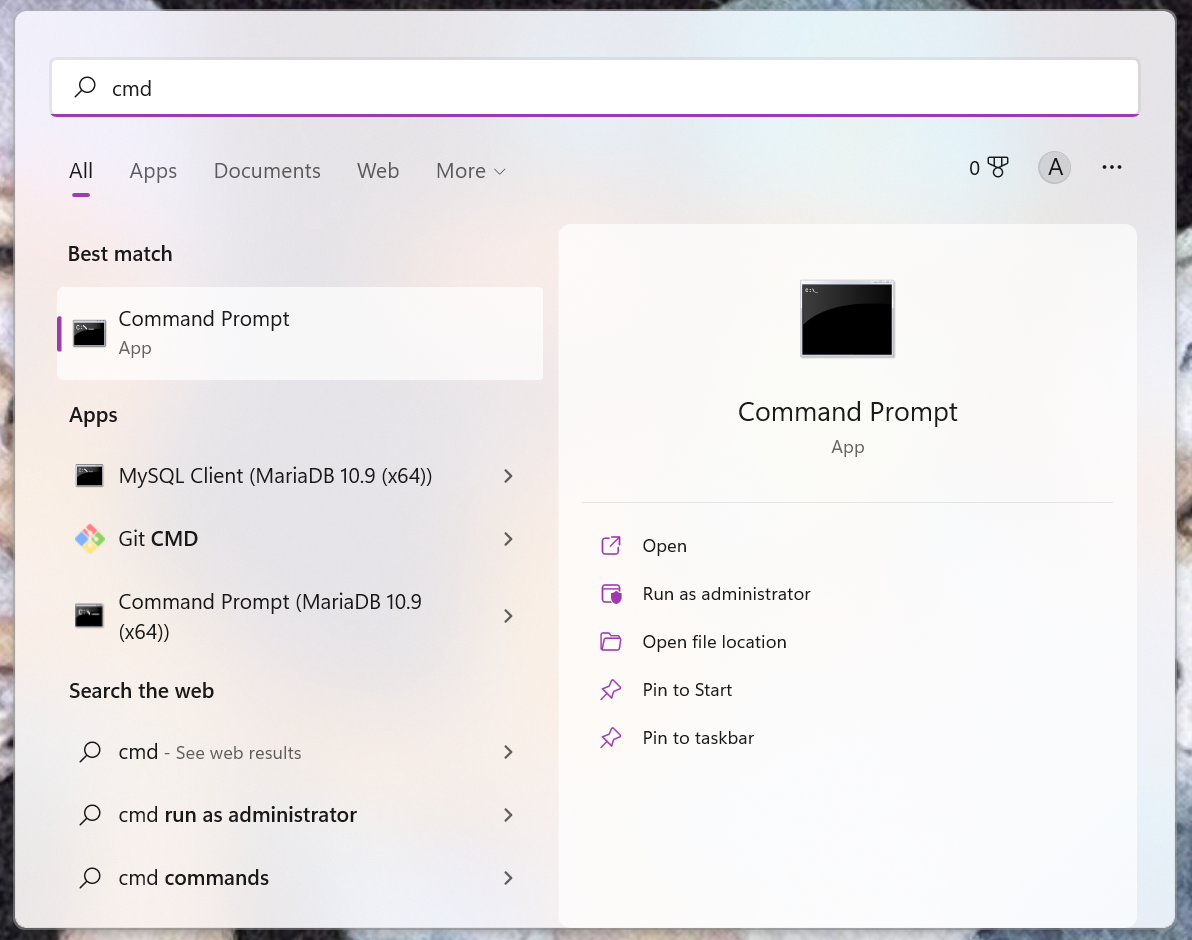 cmd
All Apps Documents Web More
0 A
Best match
Command Prompt
App
Apps
MySQL Client (MariaDB 10.9 (x64))
Git CMD
Command Prompt (MariaDB 10.9
(x64))
Search the web
cmd - See web results
cmd run as administrator
cmd commands
C:\_
Command Prompt
App
Open
Run as administrator
Open file location
Pin to Start
Pin to taskbar